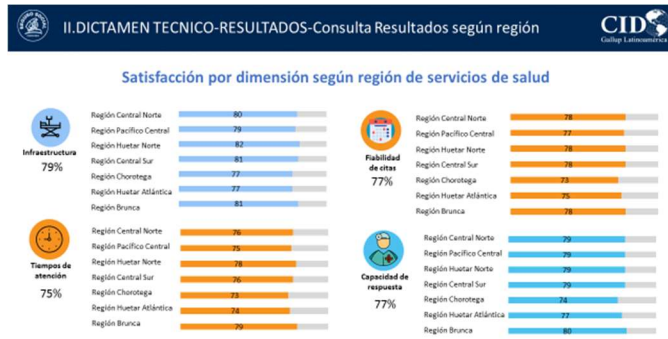 II.DICTAMEN TECNICO-RESULTADOS-Consulta Resultados según región
CID
Gallup Latinoamérica
Satisfacción por dimensión según región de servicios de salud
Infraestructura
79%
Región Central Norte 80
Región Pacífico Central 79
Región Huetar Norte 82
Región Central Sur 81
Región Chorotega 77
Región Huetar Atlántica 77
Región Brunca 81
Fiabilidad
de citas
77%
Región Central Norte 78
Región Pacífico Central 77
Región Huetar Norte 78
Región Central Sur 78
Región Chorotega 73
Región Huetar Atlántica 75
Región Brunca 78
Tiempos de
atención
75%
Región Central Norte 76
Región Pacífico Central 75
Región Huetar Norte 78
Región Central Sur 76
Región Chorotega 73
Región Huetar Atlántica 74
Región Brunca 79
Capacidad de
respuesta
77%
Región Central Norte 79
Región Pacífico Central 79
Región Huetar Norte 79
Región Central Sur 79
Región Chorotega 74
Región Huetar Atlántica 77
Región Brunca 80